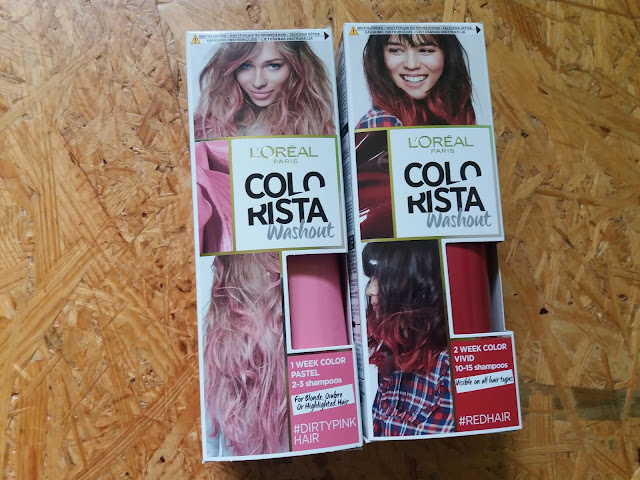 L'ORÉAL
PARIS
COLO
RISTA
Washout
1 WEEK COLOR
PASTEL
2-3 shampoos
For Blonde, Ombre
Or Highlighted Hair
#DIRTYPINK
HAIR
L'ORÉAL
PARIS
COLO
RISTA
Washout
2 WEEK COLOR
VIVID
10-15 shampoos
Visible on all hair types
#REDHAIR